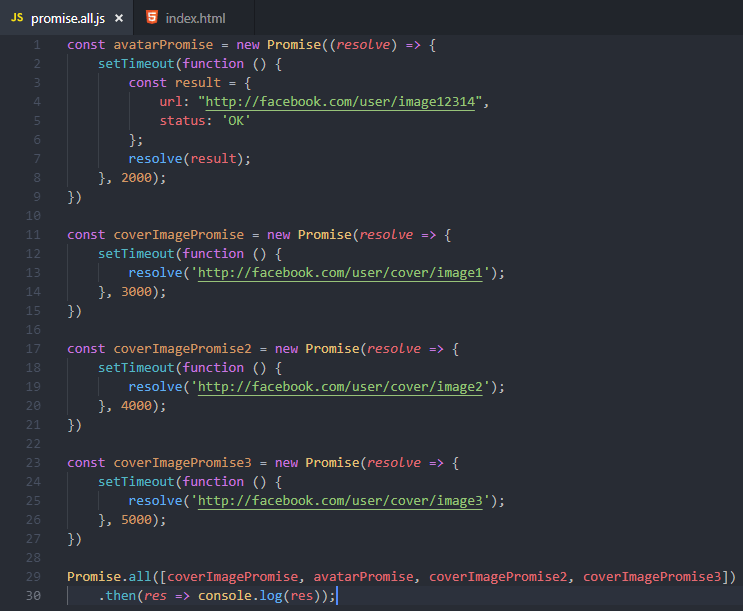 JS promise.all.js × 5 index.html
1 const avatarPromise = new Promise((resolve) => {
2     setTimeout(function () {
3         const result = {
4             url: "http://facebook.com/user/image12314",
5             status: 'OK'
6         };
7         resolve(result);
8     }, 2000);
9 })
10
11 const coverImagePromise = new Promise(resolve => {
12     setTimeout(function () {
13         resolve('http://facebook.com/user/cover/image1');
14     }, 3000);
15 })
16
17 const coverImagePromise2 = new Promise(resolve => {
18     setTimeout(function () {
19         resolve('http://facebook.com/user/cover/image2');
20     }, 4000);
21 })
22
23 const coverImagePromise3 = new Promise(resolve => {
24     setTimeout(function () {
25         resolve('http://facebook.com/user/cover/image3');
26     }, 5000);
27 })
28
29 Promise.all([coverImagePromise, avatarPromise, coverImagePromise2, coverImagePromise3])
30     .then(res => console.log(res));